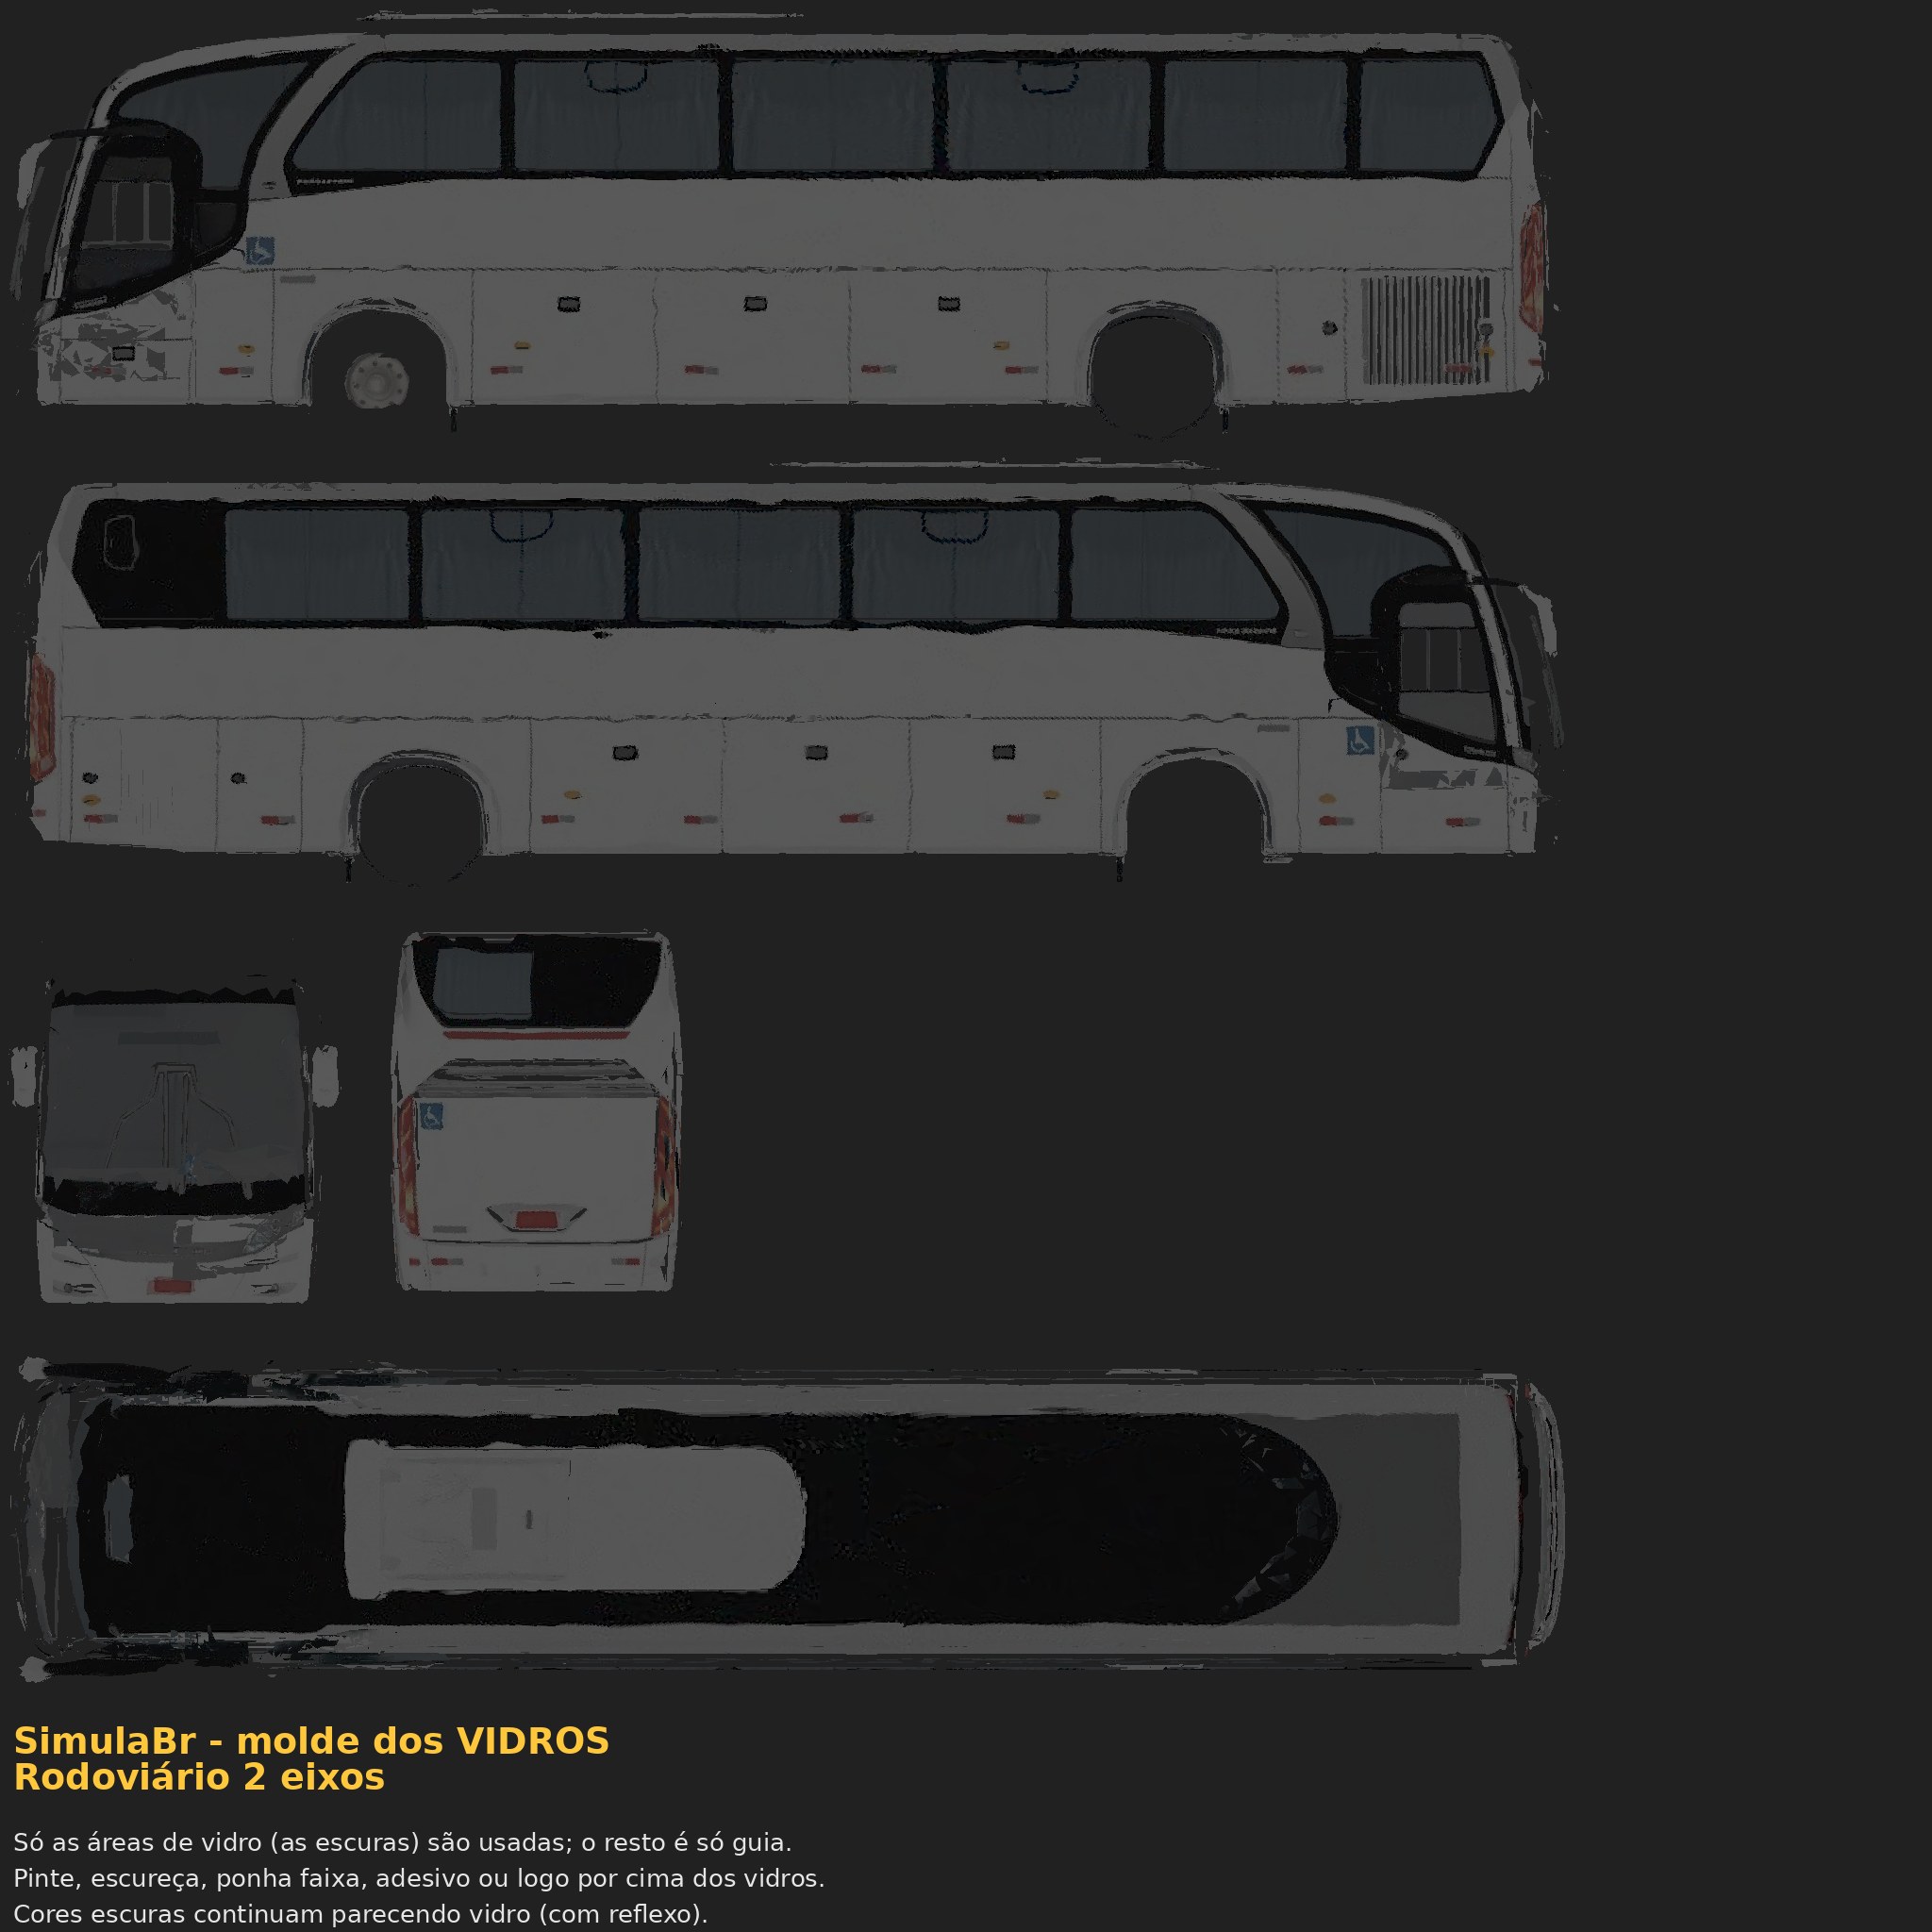 SimulaBr - molde dos VIDROS
Rodoviário 2 eixos
Só as áreas de vidro (as escuras) são usadas; o resto é só guia.
Pinte, escureça, ponha faixa, adesivo ou logo por cima dos vidros.
Cores escuras continuam parecendo vidro (com reflexo).